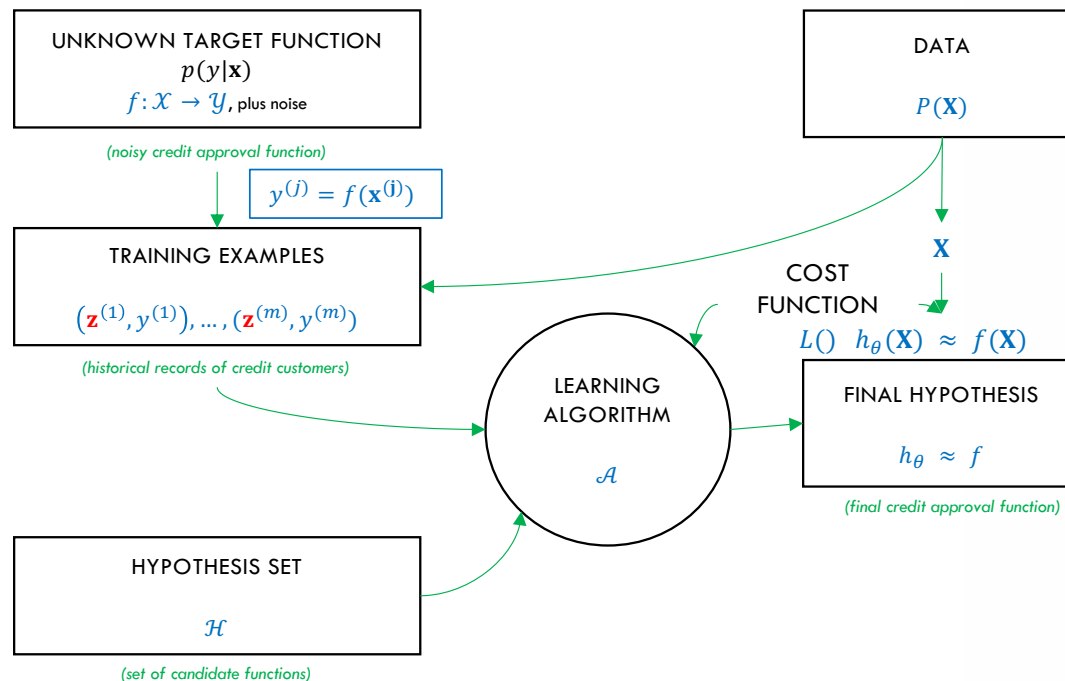 UNKNOWN TARGET FUNCTION
p(y|𝐱)
f: 𝒳 → 𝒴, plus noise
(noisy credit approval function)
y^(j) = f(𝐱^(𝐣))
DATA
P(𝐗)
𝐗
TRAINING EXAMPLES
(𝐳^(1), y^(1)), … , (𝐳^(m), y^(m))
(historical records of credit customers)
COST
FUNCTION
L() h_θ(𝐗) ≈ f(𝐗)
LEARNING
ALGORITHM
𝒜
FINAL HYPOTHESIS
h_θ ≈ f
(final credit approval function)
HYPOTHESIS SET
ℋ
(set of candidate functions)